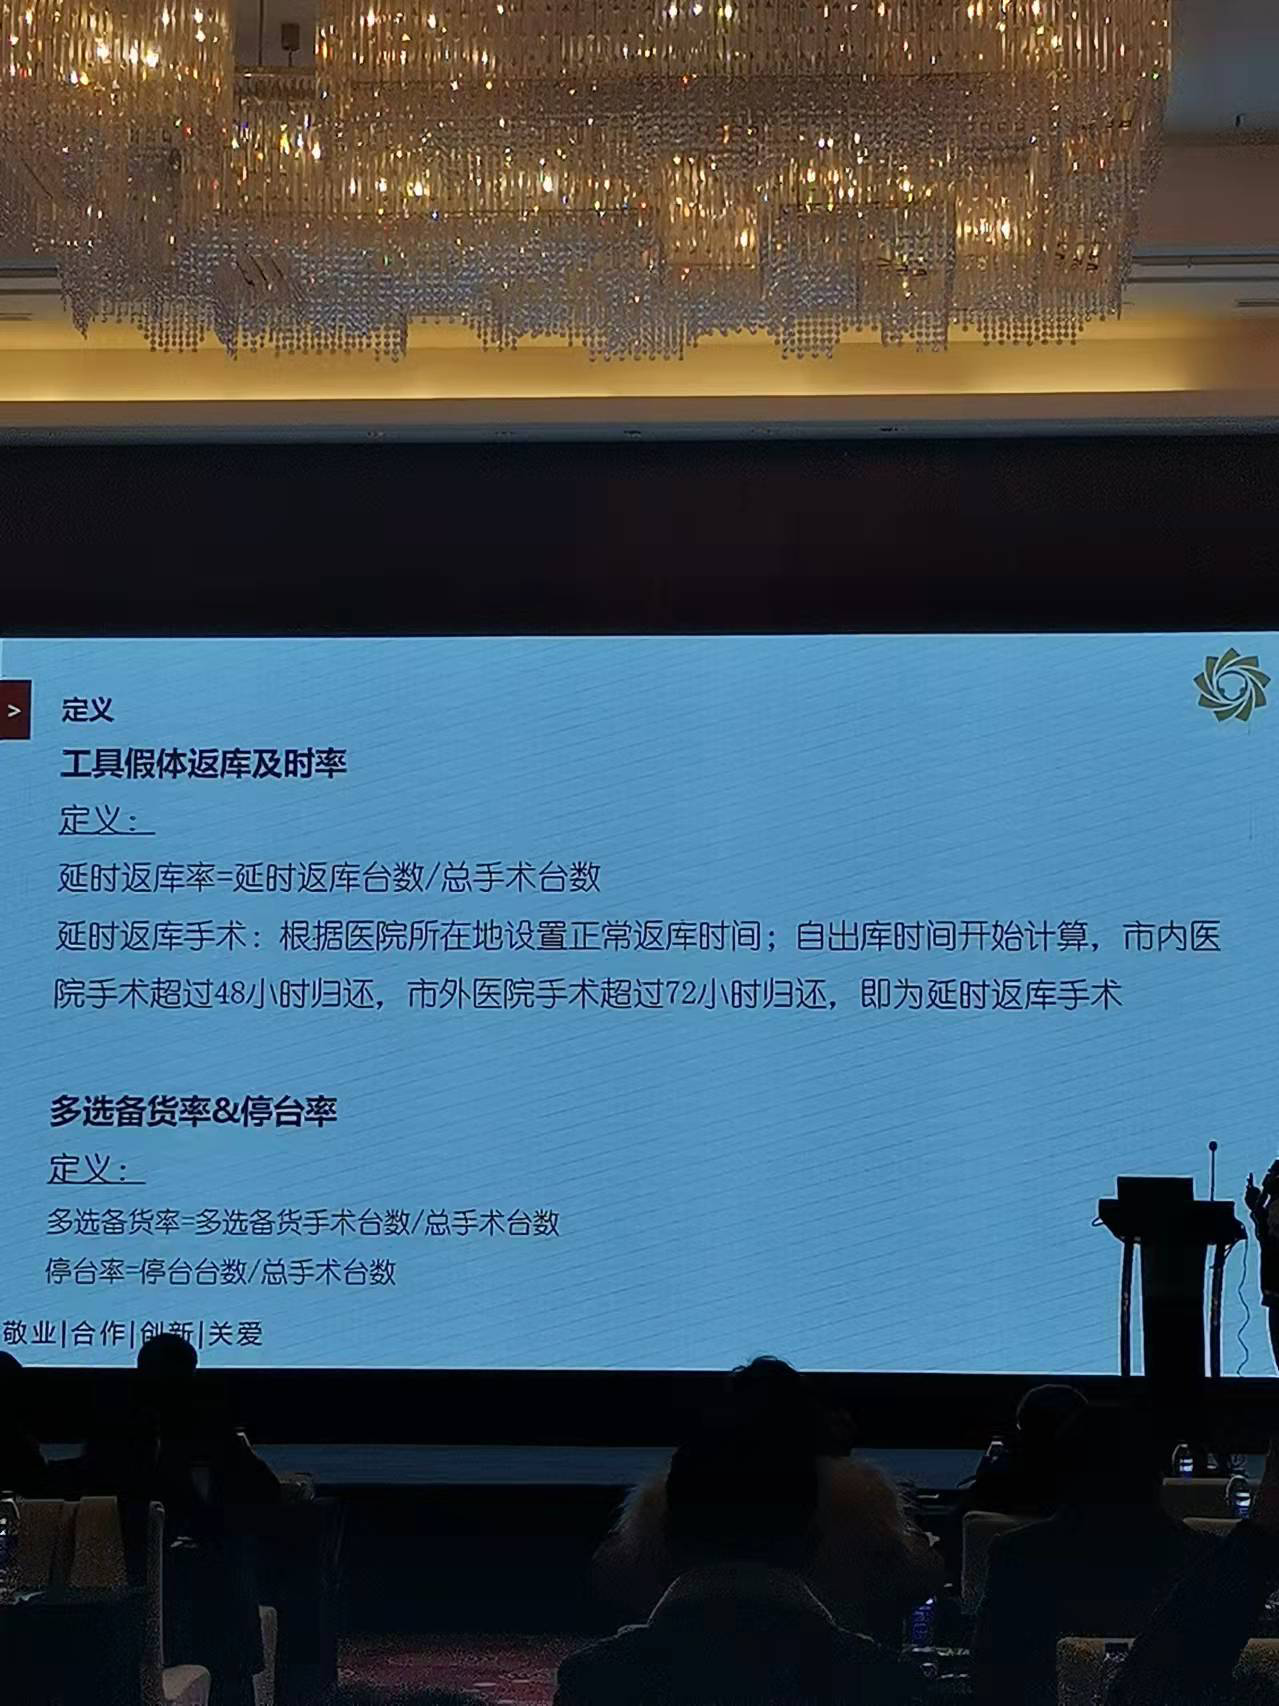 >
定义
工具假体返库及时率
定义：
延时返库率=延时返库台数/总手术台数
延时返库手术：根据医院所在地设置正常返库时间；自出库时间开始计算，市内医
院手术超过48小时归还，市外医院手术超过72小时归还，即为延时返库手术
多选备货率&停台率
定义：
多选备货率=多选备货手术台数/总手术台数
停台率=停台台数/总手术台数
敬业|合作|创新|关爱